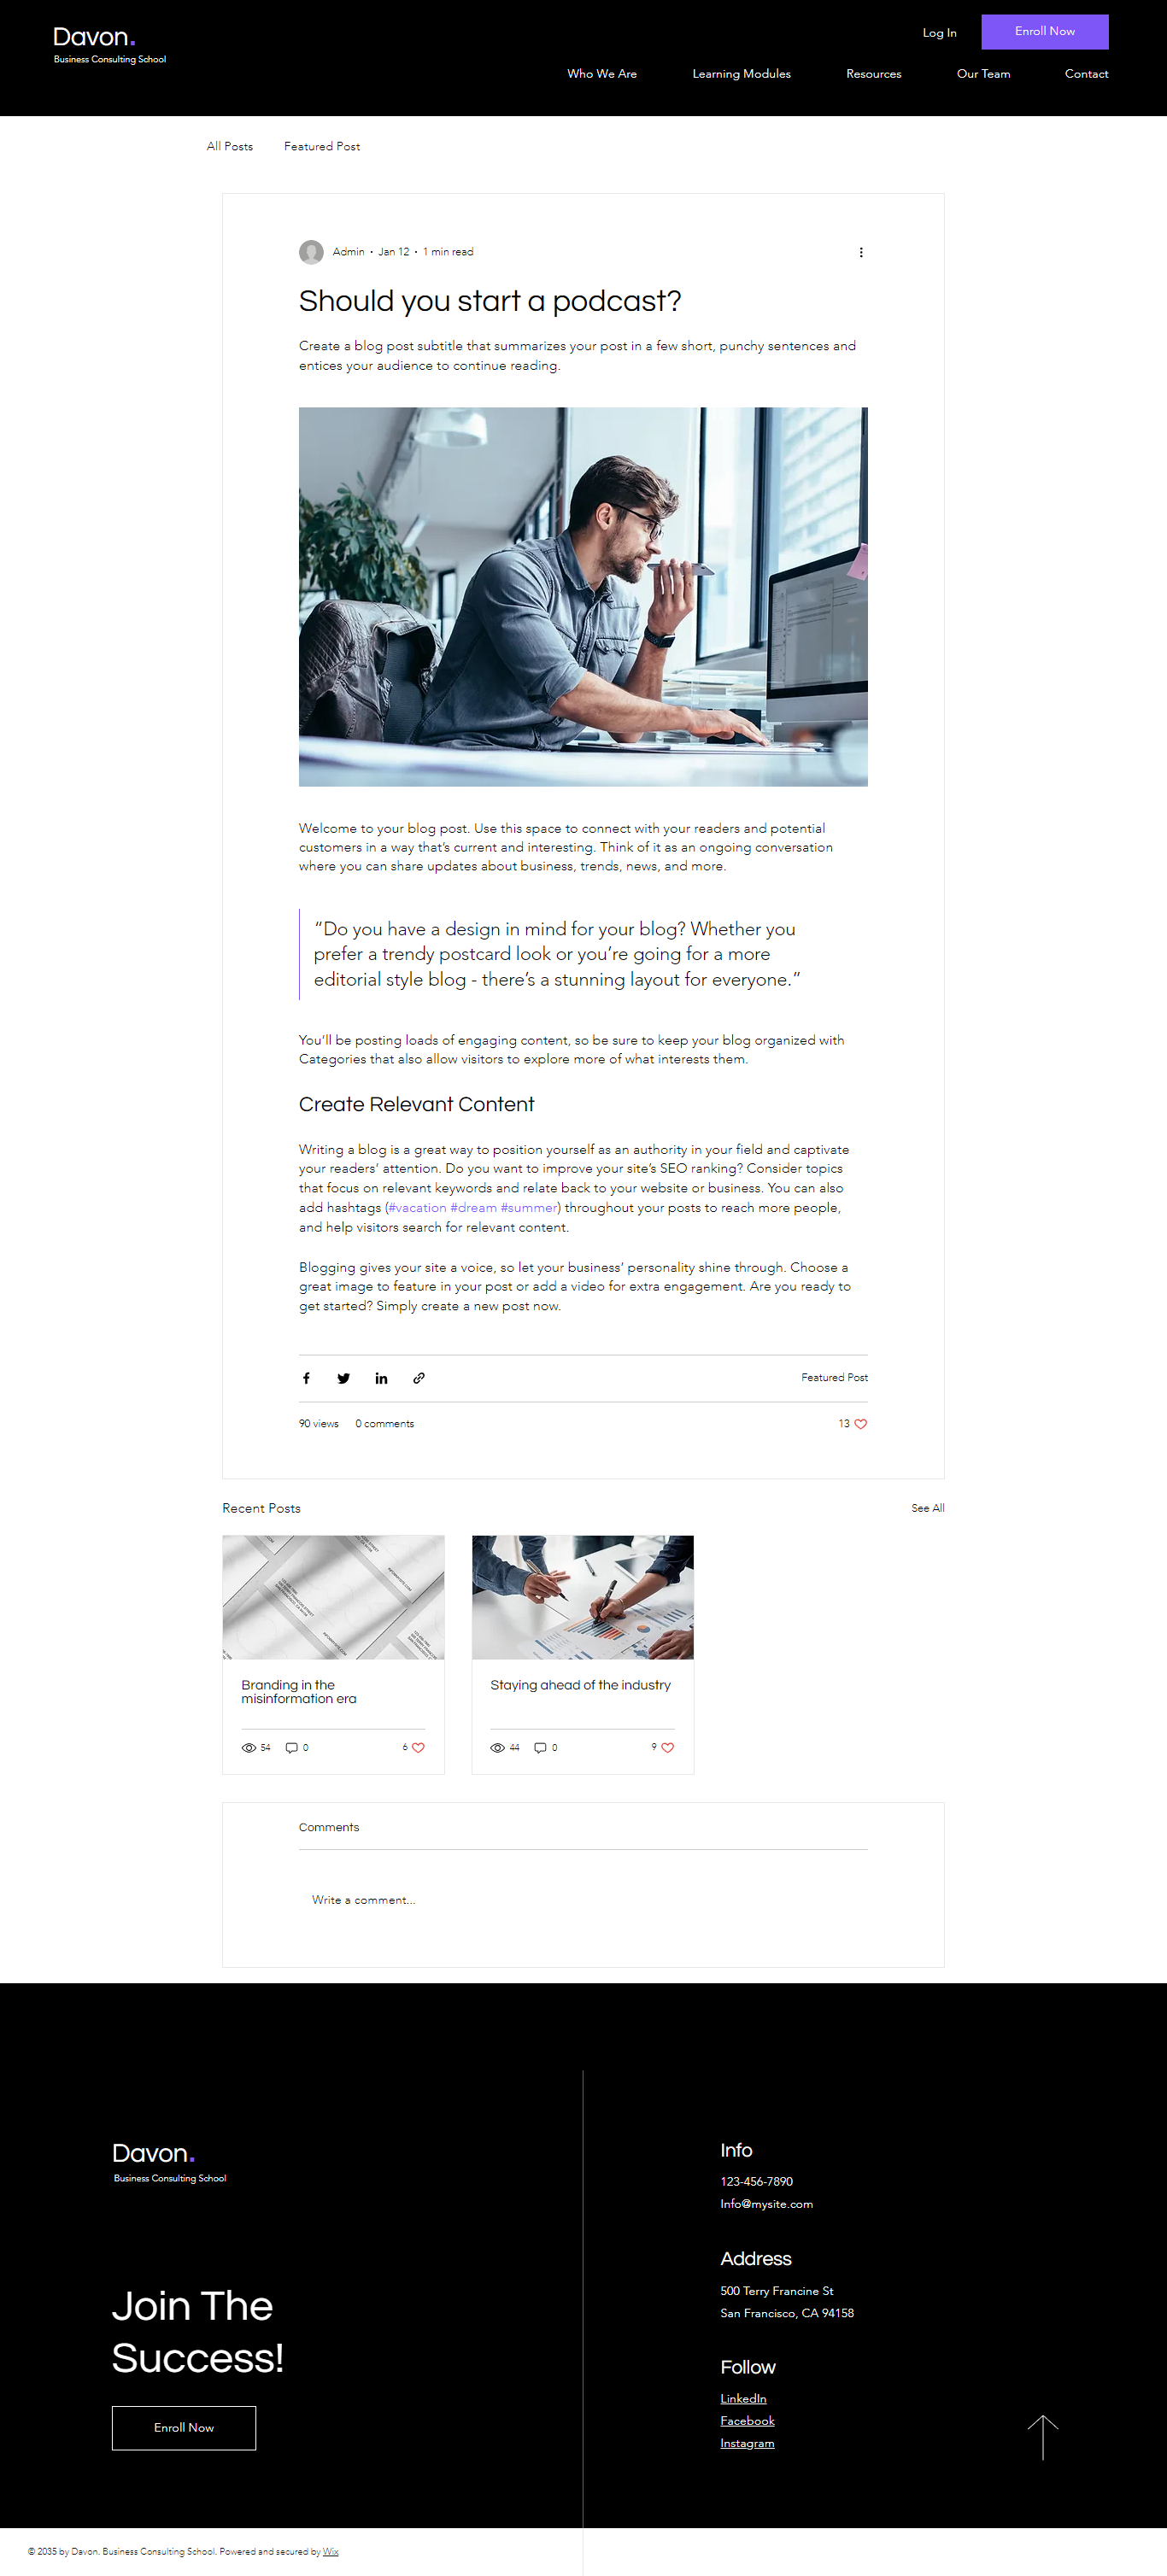 Davon.
Business Consulting School
Log In
Enroll Now
Who We Are
Learning Modules
Resources
Our Team
Contact
All Posts
Featured Post
Admin · Jan 12 · 1 min read
Should you start a podcast?
Create a blog post subtitle that summarizes your post in a few short, punchy sentences and
entices your audience to continue reading.
Welcome to your blog post. Use this space to connect with your readers and potential
customers in a way that’s current and interesting. Think of it as an ongoing conversation
where you can share updates about business, trends, news, and more.
“Do you have a design in mind for your blog? Whether you
prefer a trendy postcard look or you’re going for a more
editorial style blog - there’s a stunning layout for everyone.”
You’ll be posting loads of engaging content, so be sure to keep your blog organized with
Categories that also allow visitors to explore more of what interests them.
Create Relevant Content
Writing a blog is a great way to position yourself as an authority in your field and captivate
your readers’ attention. Do you want to improve your site’s SEO ranking? Consider topics
that focus on relevant keywords and relate back to your website or business. You can also
add hashtags (#vacation #dream #summer) throughout your posts to reach more people,
and help visitors search for relevant content.
Blogging gives your site a voice, so let your business’ personality shine through. Choose a
great image to feature in your post or add a video for extra engagement. Are you ready to
get started? Simply create a new post now.
Featured Post
90 views
0 comments
13
Recent Posts
See All
Branding in the
misinformation era
54
0
6
Staying ahead of the industry
44
0
9
Comments
Write a comment...
Davon.
Business Consulting School
Join The
Success!
Enroll Now
Info
123-456-7890
Info@mysite.com
Address
500 Terry Francine St
San Francisco, CA 94158
Follow
LinkedIn
Facebook
Instagram
© 2035 by Davon. Business Consulting School. Powered and secured by Wix